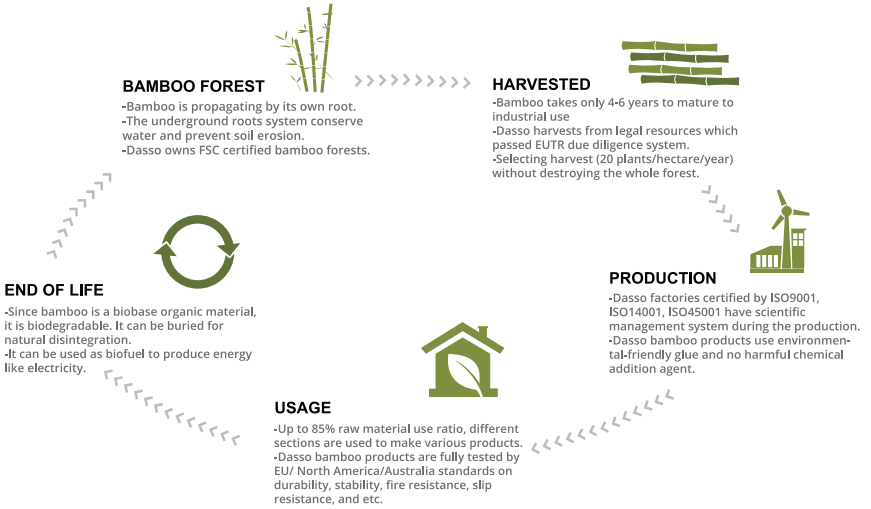 BAMBOO FOREST
-Bamboo is propagating by its own root.
-The underground roots system conserve
water and prevent soil erosion.
-Dasso owns FSC certified bamboo forests.
HARVESTED
-Bamboo takes only 4-6 years to mature to
industrial use
-Dasso harvests from legal resources which
passed EUTR due diligence system.
-Selecting harvest (20 plants/hectare/year)
without destroying the whole forest.
PRODUCTION
-Dasso factories certified by ISO9001,
ISO14001, ISO45001 have scientific
management system during the production.
-Dasso bamboo products use environmen-
tal-friendly glue and no harmful chemical
addition agent.
USAGE
-Up to 85% raw material use ratio, different
sections are used to make various products.
-Dasso bamboo products are fully tested by
EU/ North America/Australia standards on
durability, stability, fire resistance, slip
resistance, and etc.
END OF LIFE
-Since bamboo is a biobase organic material,
it is biodegradable. It can be buried for
natural disintegration.
-It can be used as biofuel to produce energy
like electricity.